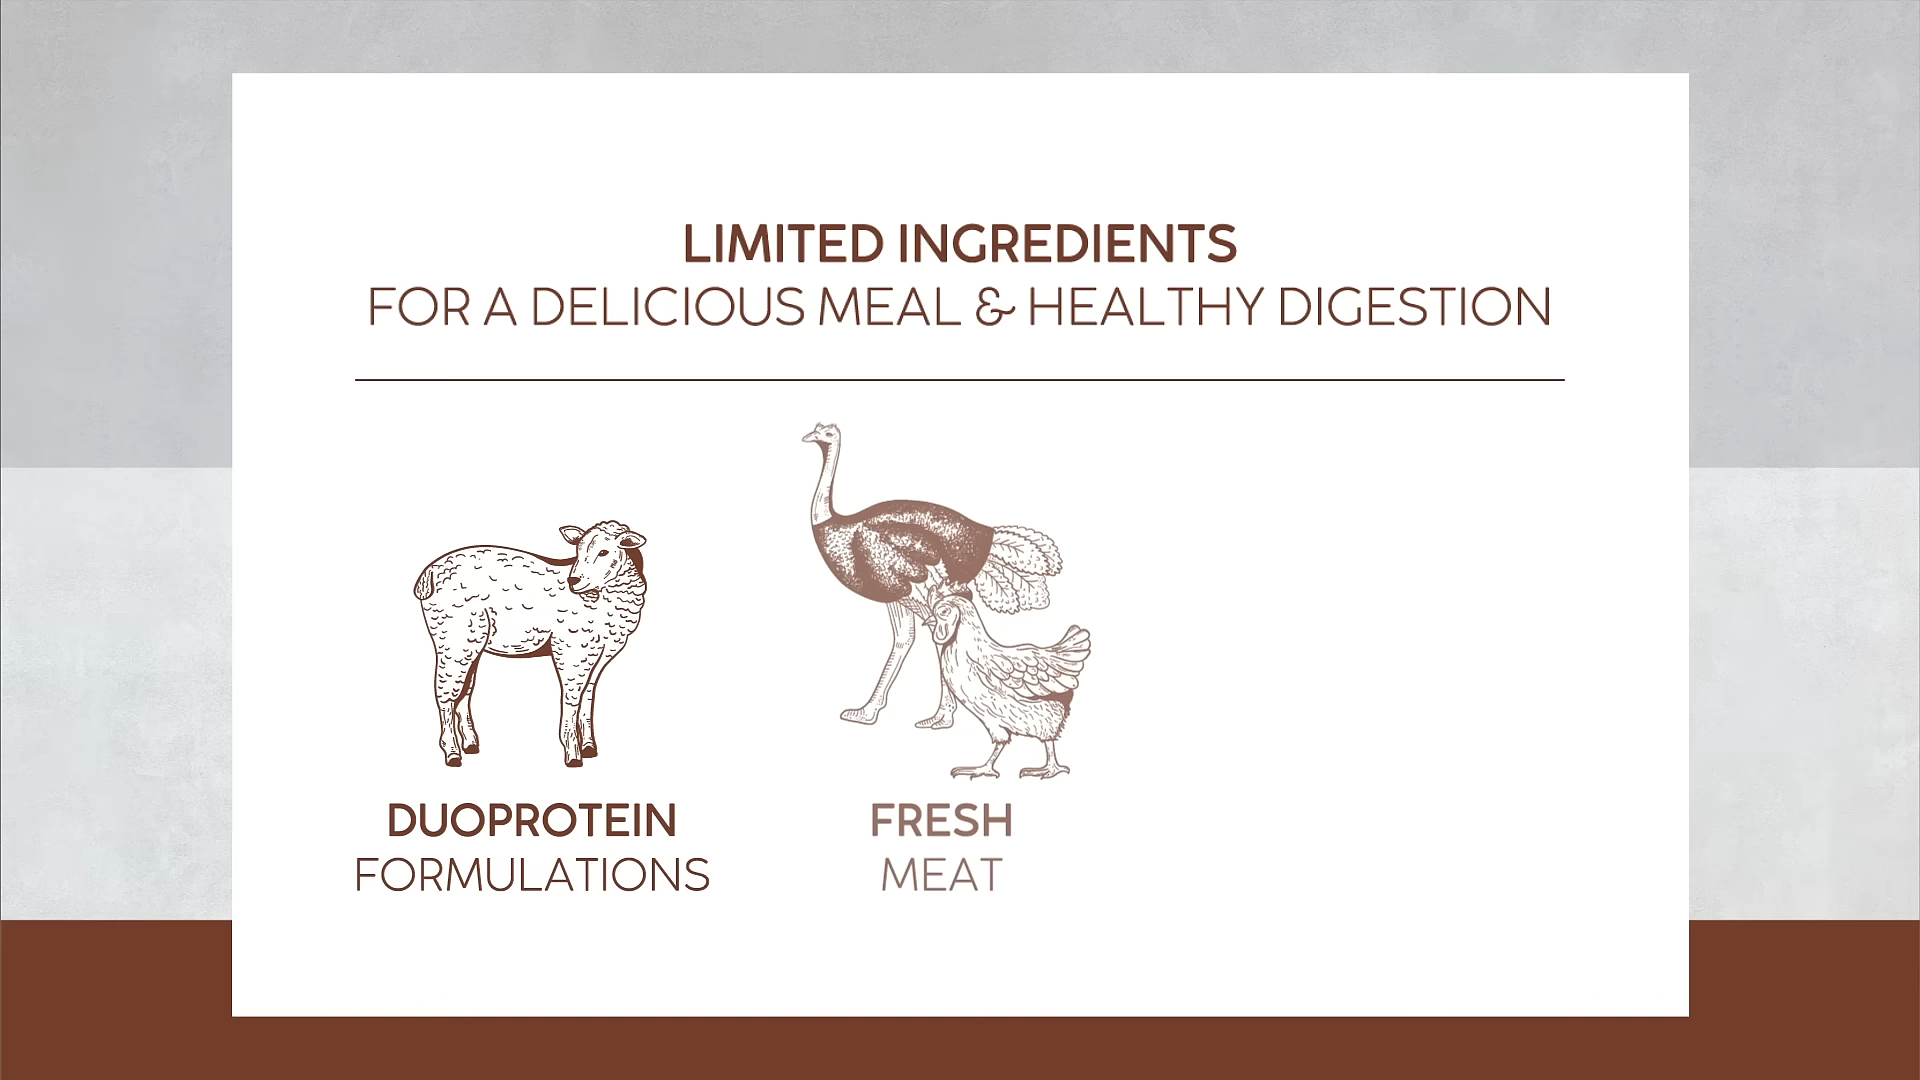 LIMITED INGREDIENTS
FOR A DELICIOUS MEAL & HEALTHY DIGESTION
DUOPROTEIN
FORMULATIONS
FRESH
MEAT